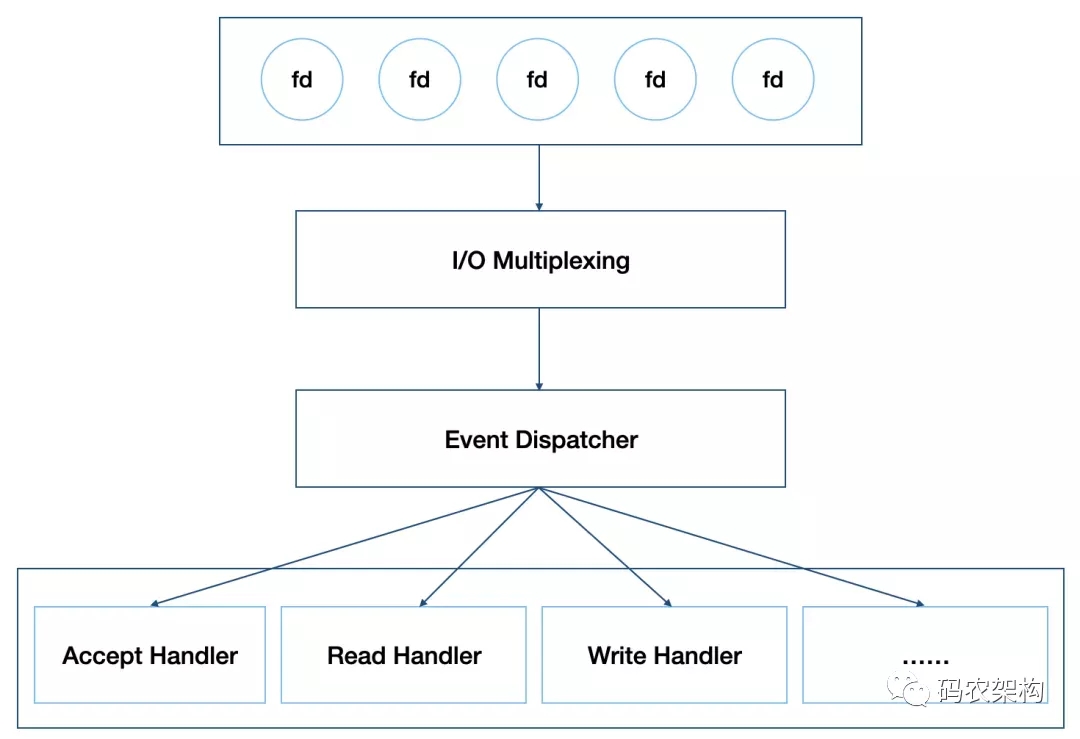 fd fd fd fd fd
I/O Multiplexing
Event Dispatcher
Accept Handler Read Handler Write Handler ......
码农架构